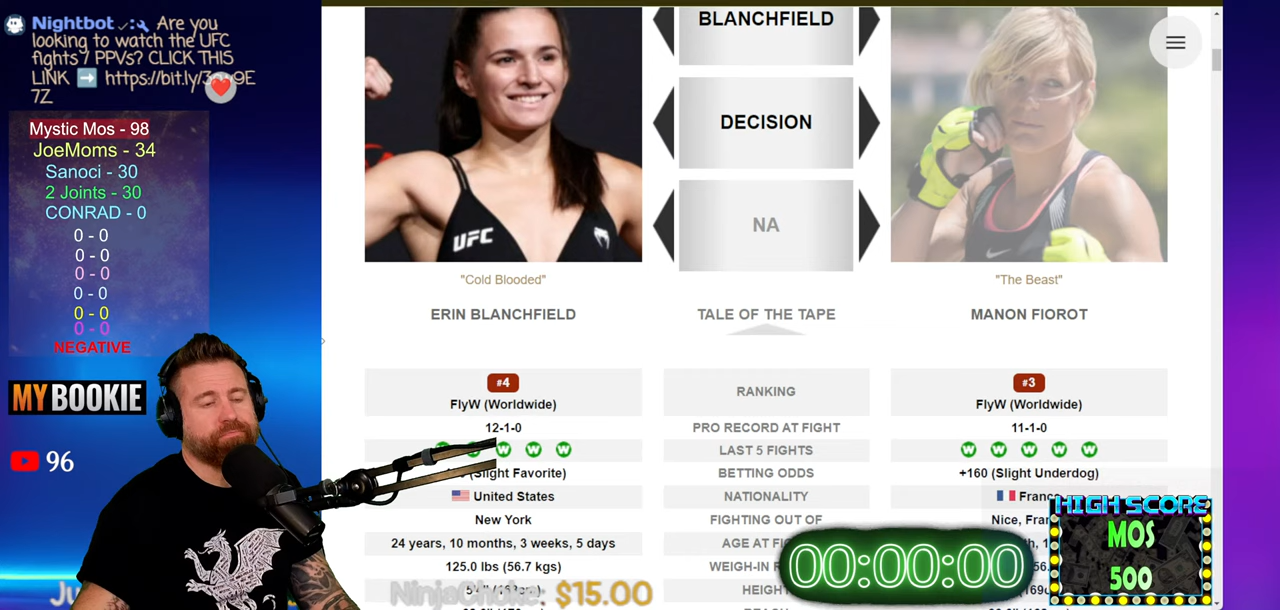 Nightbot: Are you
looking to watch the UFC
fights / PPVs? CLICK THIS
LINK ➡
7Z
Mystic Mos - 98
JoeMoms - 34
Sanoci - 30
2 Joints - 30
CONRAD - 0
0 - 0
0 - 0
0 - 0
0 - 0
0 - 0
0 - 0
NEGATIVE
MY BOOKIE
96
BLANCHFIELD
DECISION
NA
UFC
"Cold Blooded"
"The Beast"
ERIN BLANCHFIELD
TALE OF THE TAPE
MANON FIOROT
#4
RANKING
#3
FlyW (Worldwide)
FlyW (Worldwide)
12-1-0
PRO RECORD AT FIGHT
11-1-0
W W W
LAST 5 FIGHTS
W W W W W
(Slight Favorite)
BETTING ODDS
+160 (Slight Underdog)
United States
NATIONALITY
New York
FIGHTING OUT OF
Nice,
24 years, 10 months, 3 weeks, 5 days
AGE AT
125.0 lbs (56.7 kgs)
WEIGH-IN
HEIGHT
00:00:00
HIGH SCORE
MOS
500
$15.00